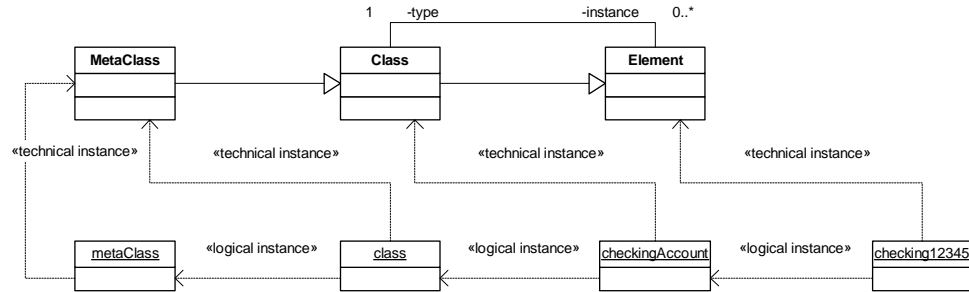 1 -type -instance 0..*
MetaClass Class Element
«technical instance» «technical instance» «technical instance» «technical instance»
«logical instance» «logical instance» «logical instance»
metaClass class checkingAccount checking12345